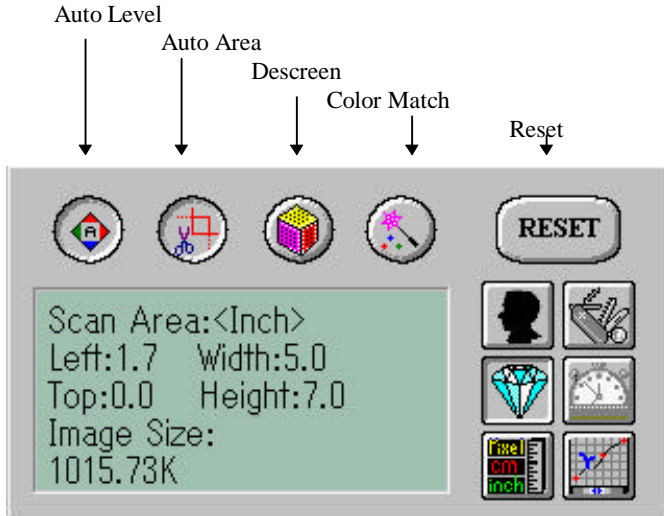 Auto Level
Auto Area
Descreen
Color Match
Reset
A
RESET
Scan Area:<Inch>
Left:1.7 Width:5.0
Top:0.0 Height:7.0
Image Size:
1015.73K
Pixel
cm
inch
γ